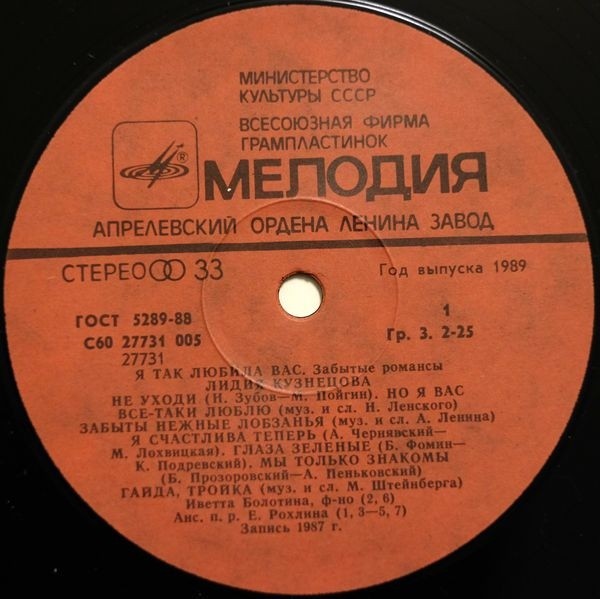 МИНИСТЕРСТВО
КУЛЬТУРЫ СССР
ВСЕСОЮЗНАЯ ФИРМА
ГРАМПЛАСТИНОК
® МЕЛОДИЯ
АПРЕЛЕВСКИЙ ОРДЕНА ЛЕНИНА ЗАВОД
СТЕРЕО 33
Год выпуска 1989
ГОСТ 5289-88
С60 27731 005
27731
1
Гр. 3. 2-25
Я ТАК ЛЮБИЛА ВАС. Забытые романсы
ЛИДИЯ КУЗНЕЦОВА
НЕ УХОДИ (Н. Зубов—М. Пойгин). НО Я ВАС
ВСЕ-ТАКИ ЛЮБЛЮ (муз. и сл. Н. Ленского)
ЗАБЫТЫ НЕЖНЫЕ ЛОБЗАНЬЯ (муз. и сл. А. Ленина)
Я СЧАСТЛИВА ТЕПЕРЬ (А. Чернявский—
М. Лохвицкая). ГЛАЗА ЗЕЛЕНЫЕ (Б. Фомин—
К. Подревский). МЫ ТОЛЬКО ЗНАКОМЫ
(Б. Прозоровский—А. Пеньковский)
ГАЙДА, ТРОЙКА (муз. и сл. М. Штейнберга)
Иветта Болотина, ф-но (2, 6)
Анс. п. р. Е. Рохлина (1, 3—5, 7)
Запись 1987 г.